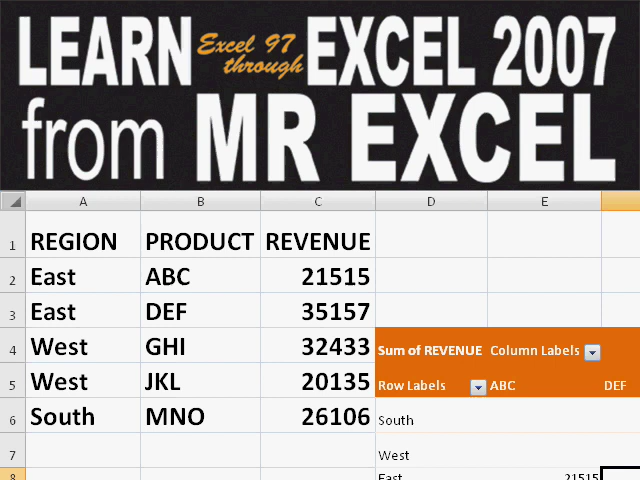 LEARN Excel 97 through EXCEL 2007
from MR EXCEL
A B C D E
1 REGION PRODUCT REVENUE
2 East ABC 21515
3 East DEF 35157
4 West GHI 32433 Sum of REVENUE Column Labels
5 West JKL 20135 Row Labels ABC DEF
6 South MNO 26106 South
7 West
8 East 21515